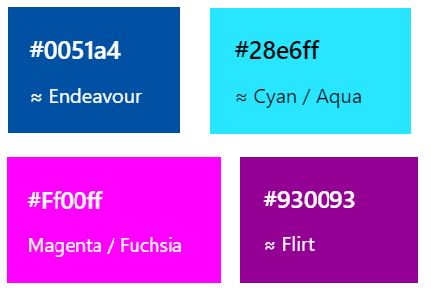 #0051a4
≈ Endeavour
#28e6ff
≈ Cyan / Aqua
#Ff00ff
Magenta / Fuchsia
#930093
≈ Flirt